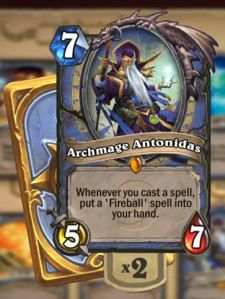 7
Archmage Antonidas
Whenever you cast a spell,
put a 'Fireball' spell into
your hand.
5
7
x2